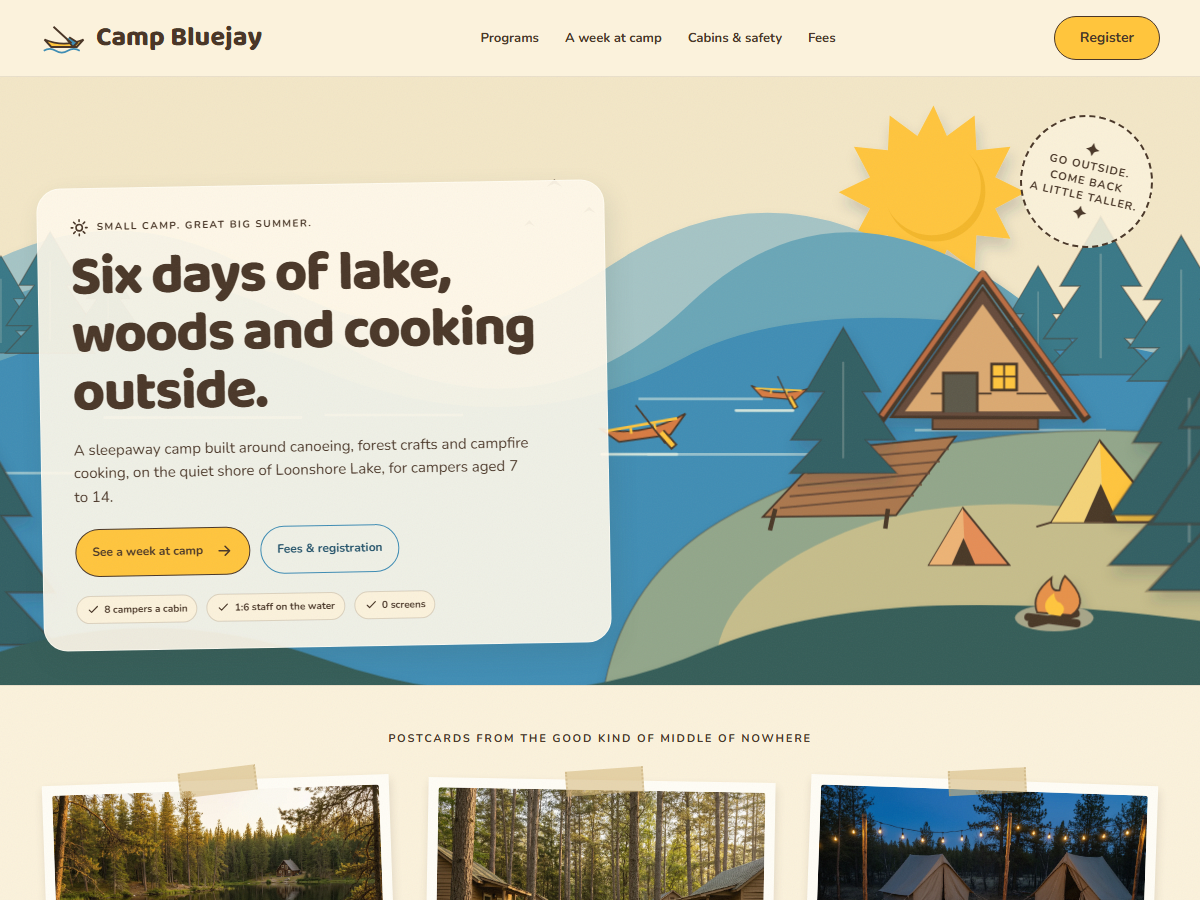 Camp Bluejay
Programs
A week at camp
Cabins & safety
Fees
Register
GO OUTSIDE.
COME BACK
A LITTLE TALLER.
SMALL CAMP. GREAT BIG SUMMER.
Six days of lake,
woods and cooking
outside.
A sleepaway camp built around canoeing, forest crafts and campfire
cooking, on the quiet shore of Loonshore Lake, for campers aged 7
to 14.
See a week at camp
Fees & registration
8 campers a cabin
1:6 staff on the water
0 screens
POSTCARDS FROM THE GOOD KIND OF MIDDLE OF NOWHERE